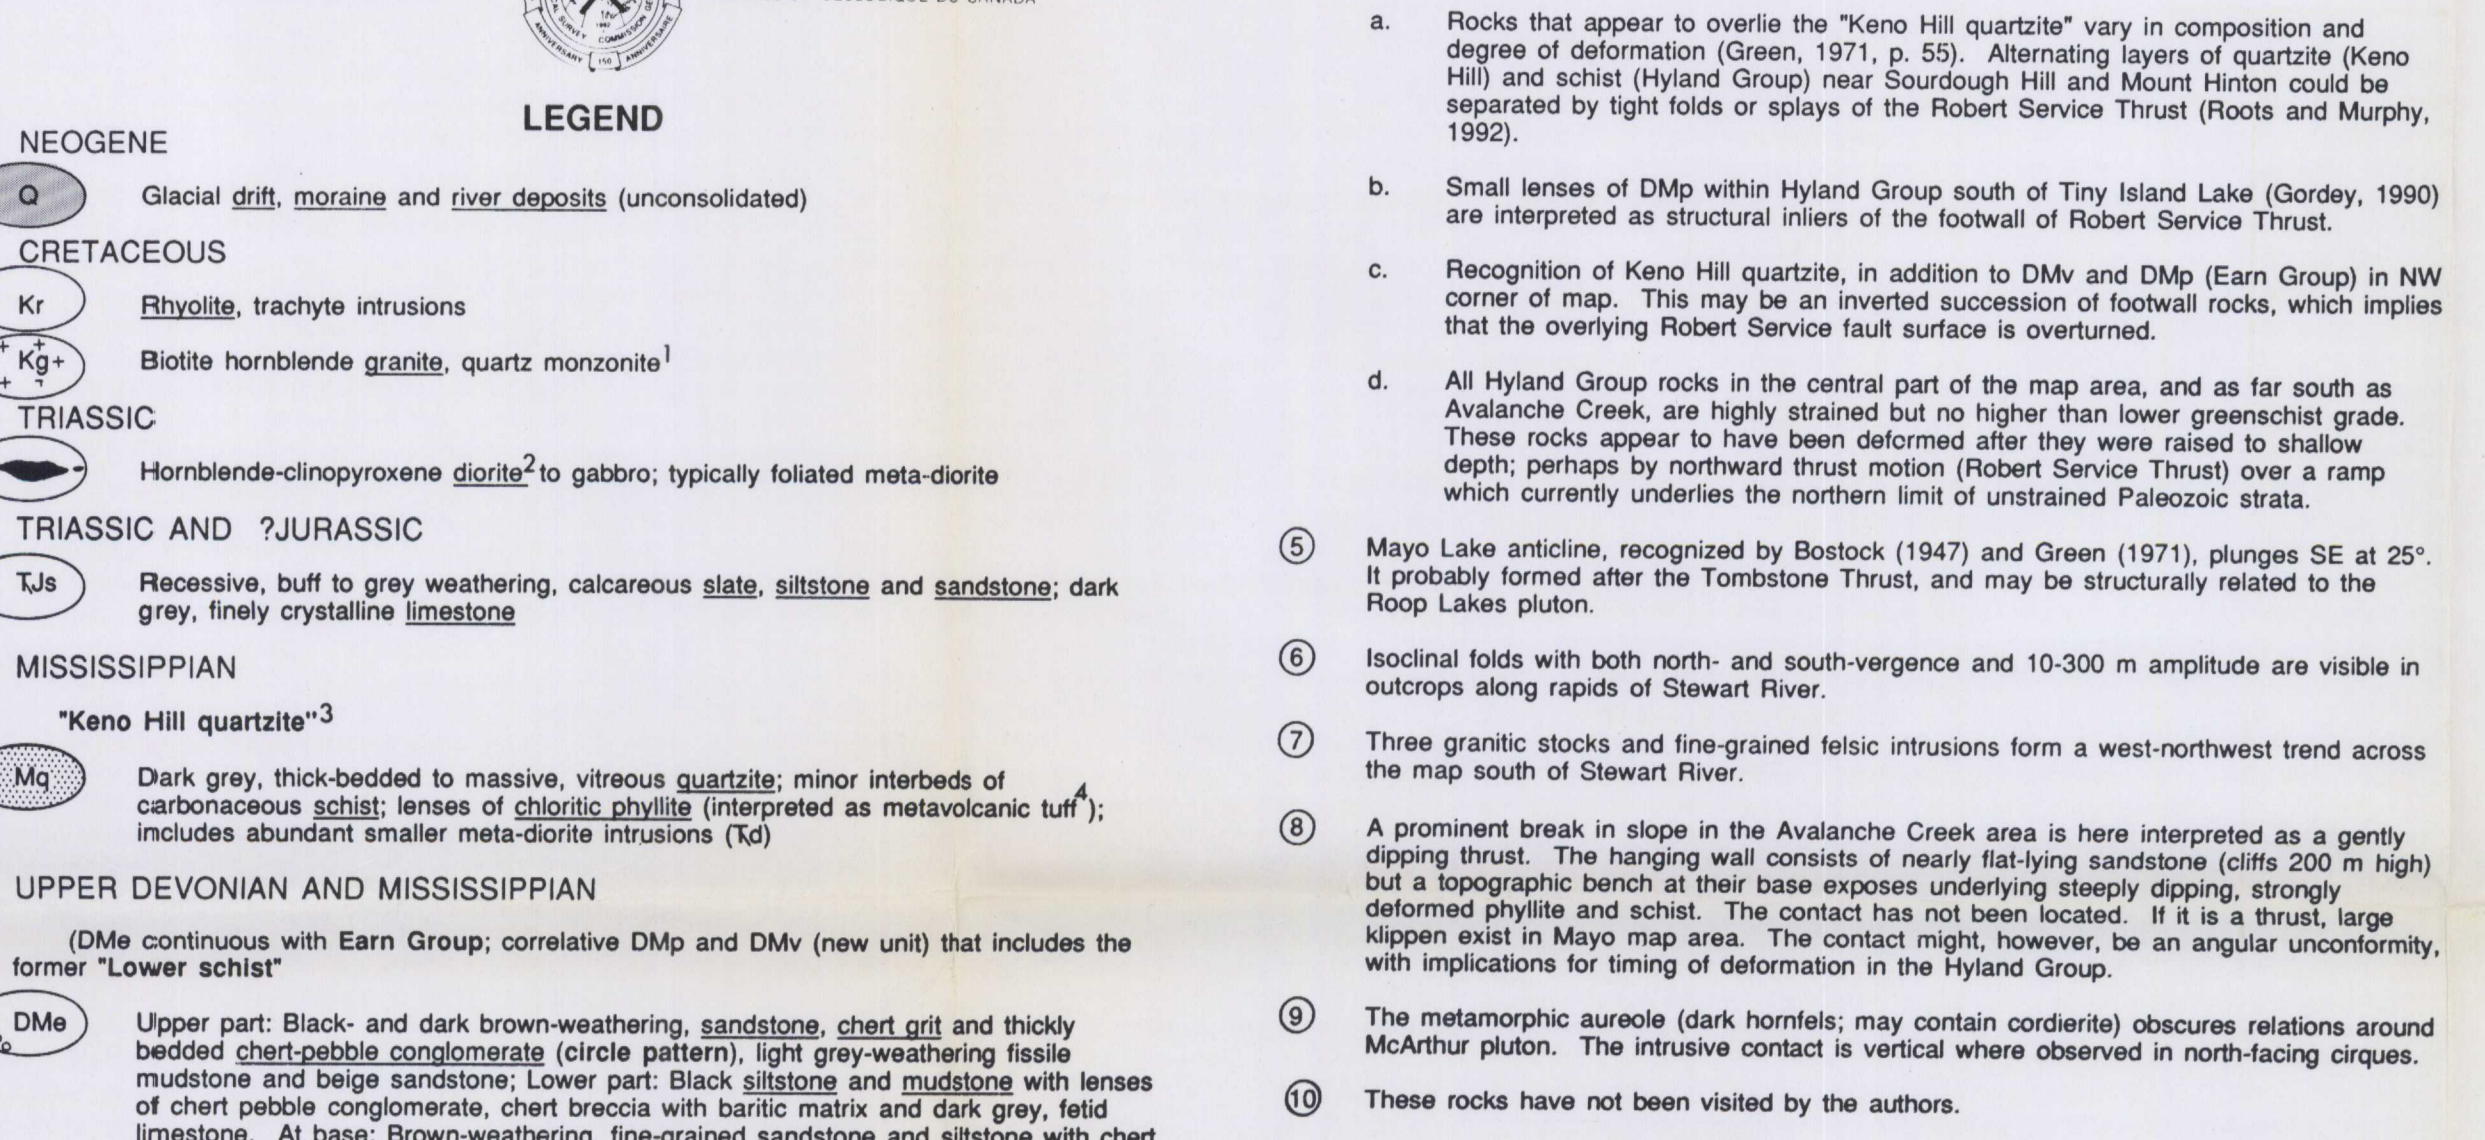 SURVEY COMMISSION
ANNIVERSARY 150 ANNIVERSAIRE
LEGEND
NEOGENE
Q Glacial drift, moraine and river deposits (unconsolidated)
CRETACEOUS
Kr Rhyolite, trachyte intrusions
Kg Biotite hornblende granite, quartz monzonite1
TRIASSIC
Hornblende-clinopyroxene diorite2 to gabbro; typically foliated meta-diorite
TRIASSIC AND ?JURASSIC
TJs Recessive, buff to grey weathering, calcareous slate, siltstone and sandstone; dark
grey, finely crystalline limestone
MISSISSIPPIAN
"Keno Hill quartzite"3
Mq Dark grey, thick-bedded to massive, vitreous quartzite; minor interbeds of
carbonaceous schist; lenses of chloritic phyllite (interpreted as metavolcanic tuff4);
includes abundant smaller meta-diorite intrusions (Ꞧd)
UPPER DEVONIAN AND MISSISSIPPIAN
(DMe continuous with Earn Group; correlative DMp and DMv (new unit) that includes the
former "Lower schist"
DMe Upper part: Black- and dark brown-weathering, sandstone, chert grit and thickly
bedded chert-pebble conglomerate (circle pattern), light grey-weathering fissile
mudstone and beige sandstone; Lower part: Black siltstone and mudstone with lenses
of chert pebble conglomerate, chert breccia with baritic matrix and dark grey, fetid
limestone. At base: Brown-weathering, fine-grained sandstone and siltstone with chert
a. Rocks that appear to overlie the "Keno Hill quartzite" vary in composition and
degree of deformation (Green, 1971, p. 55). Alternating layers of quartzite (Keno
Hill) and schist (Hyland Group) near Sourdough Hill and Mount Hinton could be
separated by tight folds or splays of the Robert Service Thrust (Roots and Murphy,
1992).
b. Small lenses of DMp within Hyland Group south of Tiny Island Lake (Gordey, 1990)
are interpreted as structural inliers of the footwall of Robert Service Thrust.
c. Recognition of Keno Hill quartzite, in addition to DMv and DMp (Earn Group) in NW
corner of map. This may be an inverted succession of footwall rocks, which implies
that the overlying Robert Service fault surface is overturned.
d. All Hyland Group rocks in the central part of the map area, and as far south as
Avalanche Creek, are highly strained but no higher than lower greenschist grade.
These rocks appear to have been deformed after they were raised to shallow
depth; perhaps by northward thrust motion (Robert Service Thrust) over a ramp
which currently underlies the northern limit of unstrained Paleozoic strata.
5 Mayo Lake anticline, recognized by Bostock (1947) and Green (1971), plunges SE at 25°.
It probably formed after the Tombstone Thrust, and may be structurally related to the
Roop Lakes pluton.
6 Isoclinal folds with both north- and south-vergence and 10-300 m amplitude are visible in
outcrops along rapids of Stewart River.
7 Three granitic stocks and fine-grained felsic intrusions form a west-northwest trend across
the map south of Stewart River.
8 A prominent break in slope in the Avalanche Creek area is here interpreted as a gently
dipping thrust. The hanging wall consists of nearly flat-lying sandstone (cliffs 200 m high)
but a topographic bench at their base exposes underlying steeply dipping, strongly
deformed phyllite and schist. The contact has not been located. If it is a thrust, large
klippen exist in Mayo map area. The contact might, however, be an angular unconformity,
with implications for timing of deformation in the Hyland Group.
9 The metamorphic aureole (dark hornfels; may contain cordierite) obscures relations around
McArthur pluton. The intrusive contact is vertical where observed in north-facing cirques.
10 These rocks have not been visited by the authors.